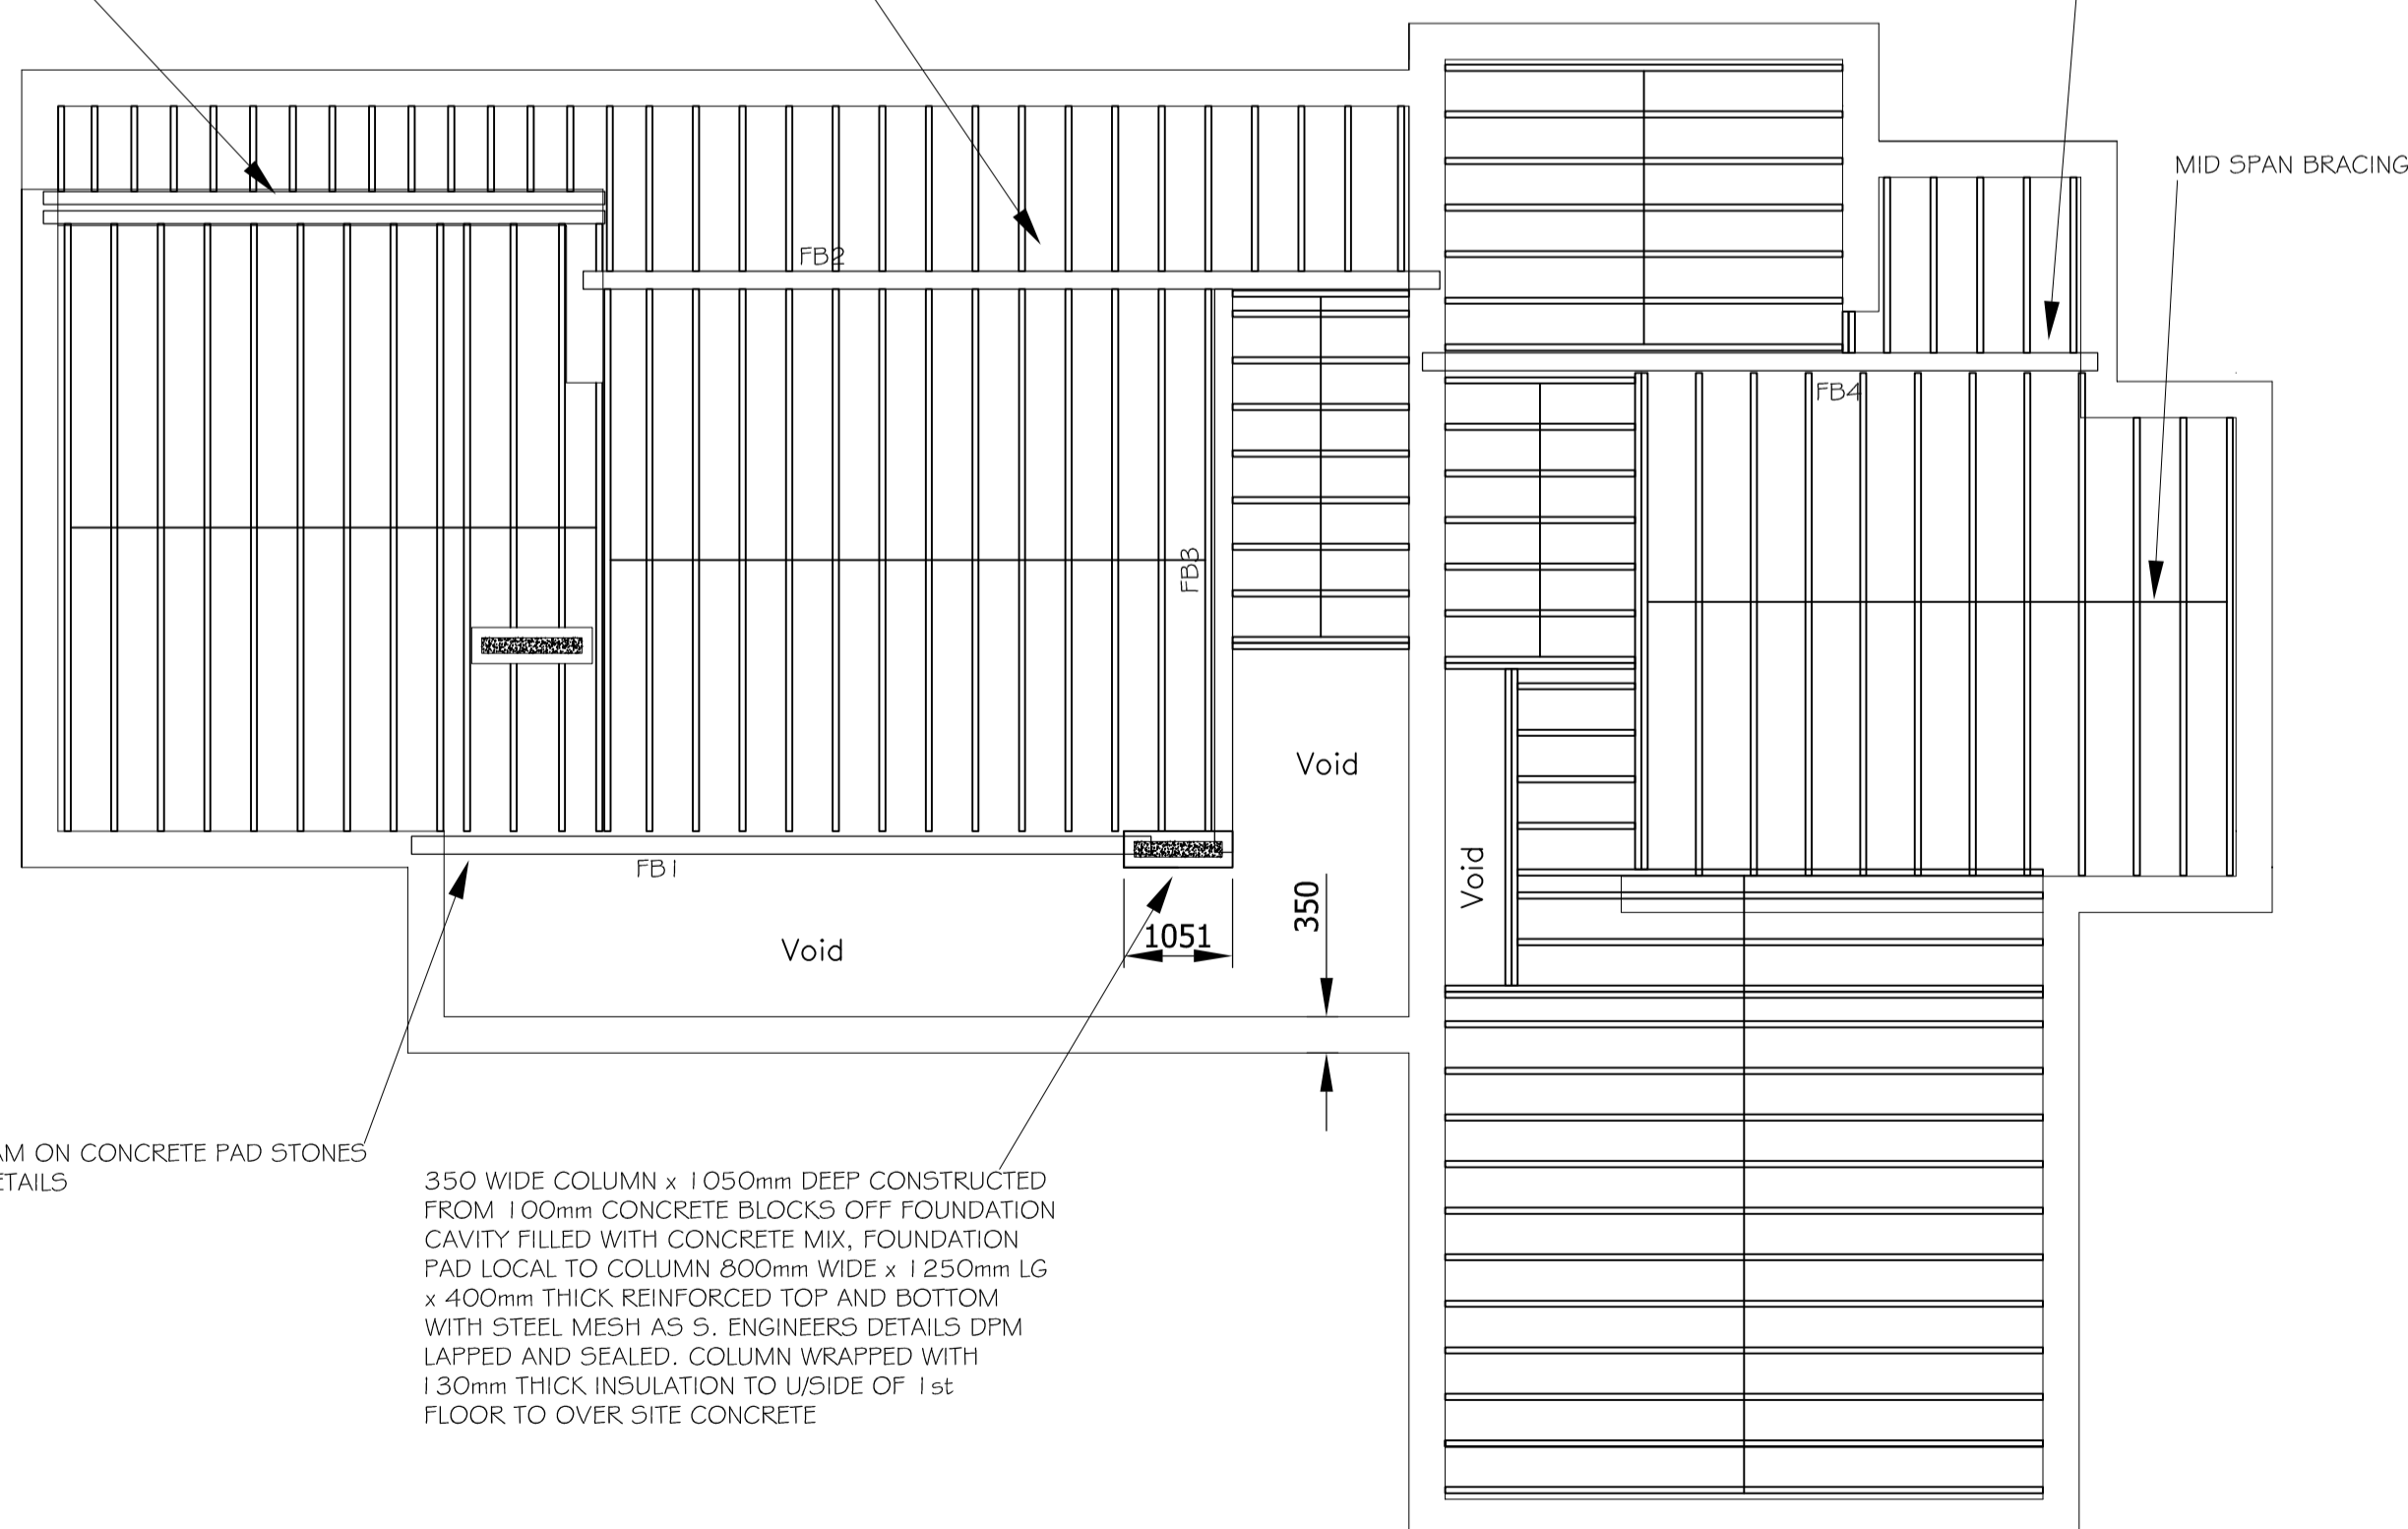 MID SPAN BRACING
FB2
FB4
FB3
Void
FB1
Void
350
1051
Void
ON CONCRETE PAD STONES
350 WIDE COLUMN x 1050mm DEEP CONSTRUCTED
FROM 100mm CONCRETE BLOCKS OFF FOUNDATION
CAVITY FILLED WITH CONCRETE MIX, FOUNDATION
PAD LOCAL TO COLUMN 800mm WIDE x 1250mm LG
x 400mm THICK REINFORCED TOP AND BOTTOM
WITH STEEL MESH AS S. ENGINEERS DETAILS DPM
LAPPED AND SEALED. COLUMN WRAPPED WITH
130mm THICK INSULATION TO U/SIDE OF 1st
FLOOR TO OVER SITE CONCRETE